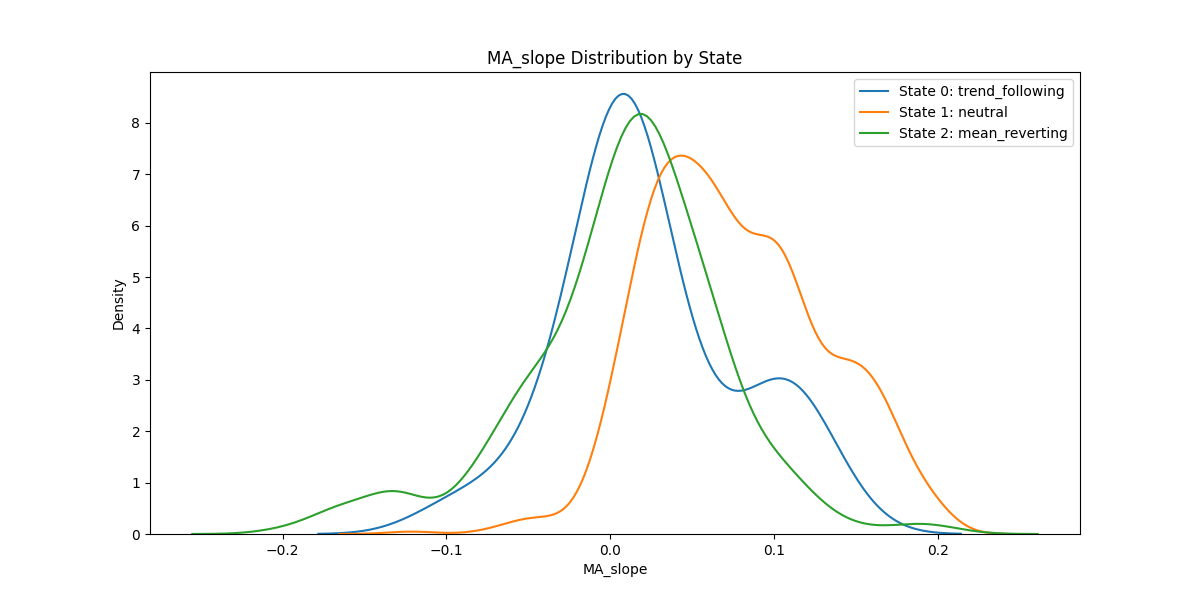 MA_slope Distribution by State
State 0: trend_following
State 1: neutral
State 2: mean_reverting
Density
8
7
6
5
4
3
2
1
0
−0.2
−0.1
0.0
0.1
0.2
MA_slope